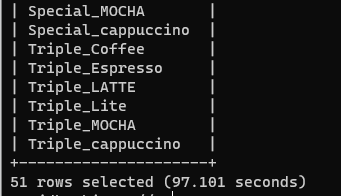 | Special_MOCHA       |
| Special_cappuccino  |
| Triple_Coffee       |
| Triple_Espresso     |
| Triple_LATTE        |
| Triple_Lite         |
| Triple_MOCHA        |
| Triple_cappuccino   |
+---------------------+
51 rows selected (97.101 seconds)